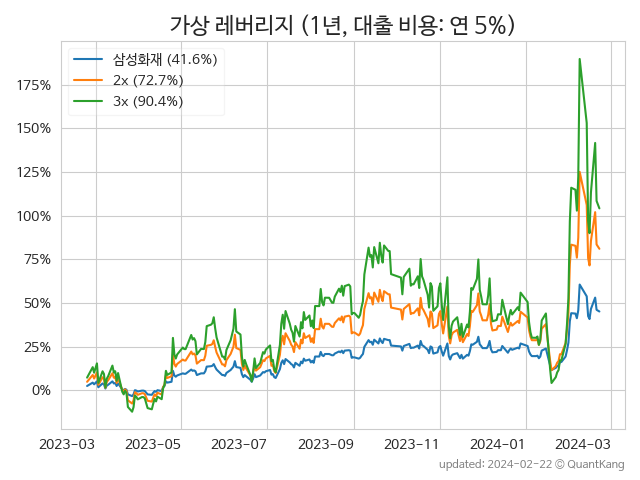 가상 레버리지 (1년, 대출 비용: 연 5%)
삼성화재 (41.6%)
2x (72.7%)
3x (90.4%)
175%
150%
125%
100%
75%
50%
25%
0%
2023-03 2023-05 2023-07 2023-09 2023-11 2024-01 2024-03
updated: 2024-02-22 © QuantKang